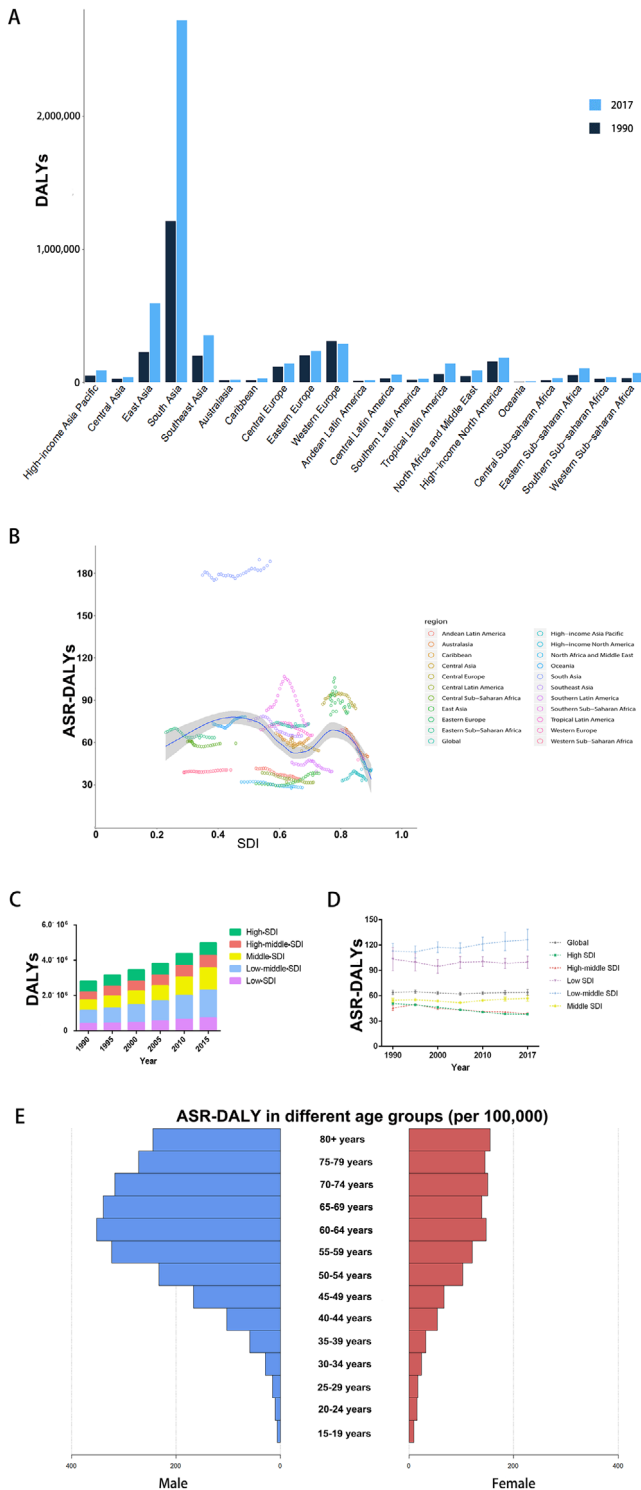 A
2,000,000
1,000,000
0
DALYs
2017
1990
High-income Asia Pacific
Central Asia
East Asia
South Asia
Southeast Asia
Australasia
Caribbean
Central Europe
Eastern Europe
Western Europe
Andean Latin America
Central Latin America
Southern Latin America
Tropical Latin America
North Africa and Middle East
High-income North America
Oceania
Central Sub-saharan Africa
Eastern Sub-saharan Africa
Southern Sub-saharan Africa
Western Sub-saharan Africa
B
ASR-DALYs
180
150
120
90
60
30
0 0.2 0.4 0.6 0.8 1.0
SDI
region
Andean Latin America
Australasia
Caribbean
Central Asia
Central Europe
Central Latin America
Central Sub-Saharan Africa
East Asia
Eastern Europe
Eastern Sub-Saharan Africa
Global
High-income Asia Pacific
High-income North America
North Africa and Middle East
Oceania
South Asia
Southeast Asia
Southern Latin America
Southern Sub-Saharan Africa
Tropical Latin America
Western Europe
Western Sub-Saharan Africa
C
DALYs
6.0 10⁶
4.0 10⁶
2.0 10⁶
0
1990 1995 2000 2005 2010 2015
Year
High-SDI
High-middle-SDI
Middle-SDI
Low-middle-SDI
Low-SDI
D
ASR-DALYs
150
120
90
60
30
0
1990 2000 2010 2017
Year
Global
High SDI
High-middle SDI
Low SDI
Low-middle SDI
Middle SDI
E
ASR-DALY in different age groups (per 100,000)
80+ years
75-79 years
70-74 years
65-69 years
60-64 years
55-59 years
50-54 years
45-49 years
40-44 years
35-39 years
30-34 years
25-29 years
20-24 years
15-19 years
400 200 0 0 200 400
Male Female